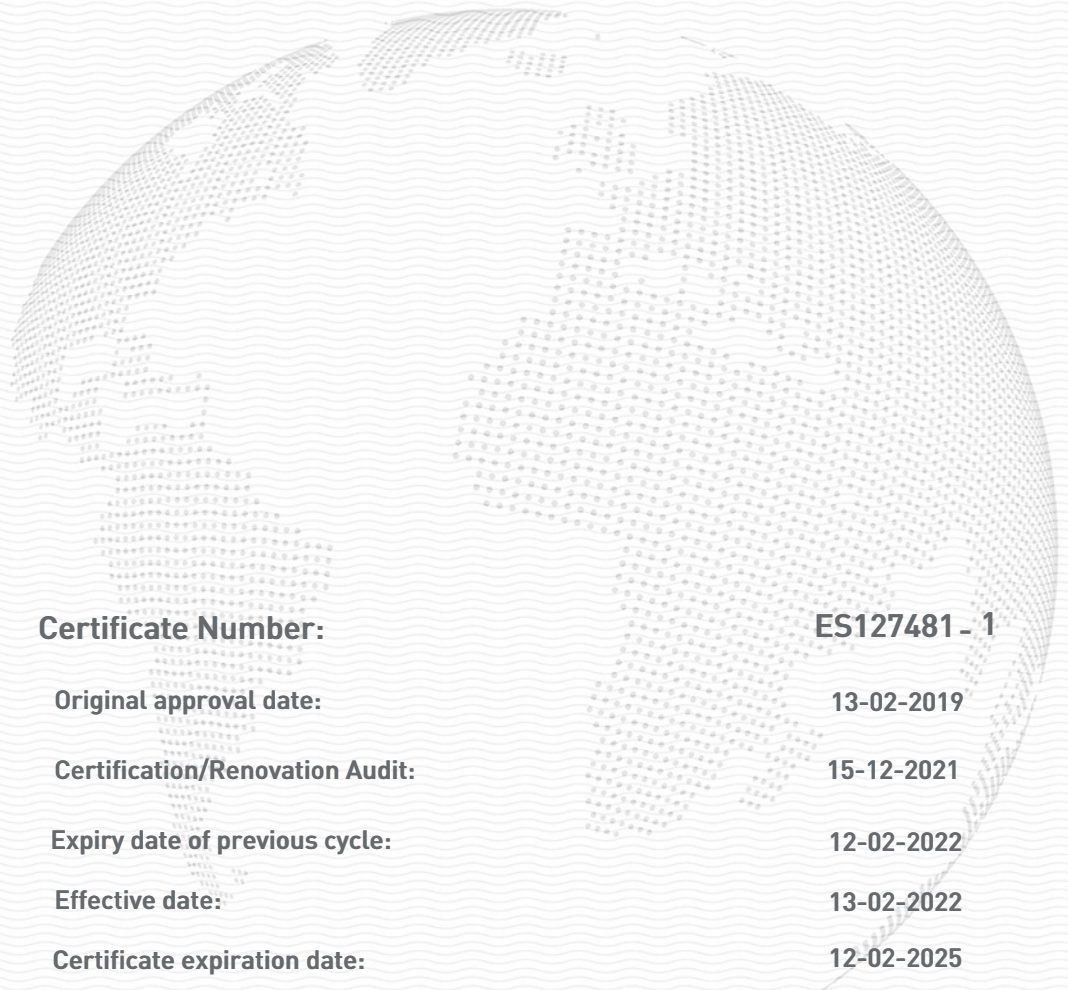 Certificate Number: ES127481 - 1
Original approval date: 13-02-2019
Certification/Renovation Audit: 15-12-2021
Expiry date of previous cycle: 12-02-2022
Effective date: 13-02-2022
Certificate expiration date: 12-02-2025